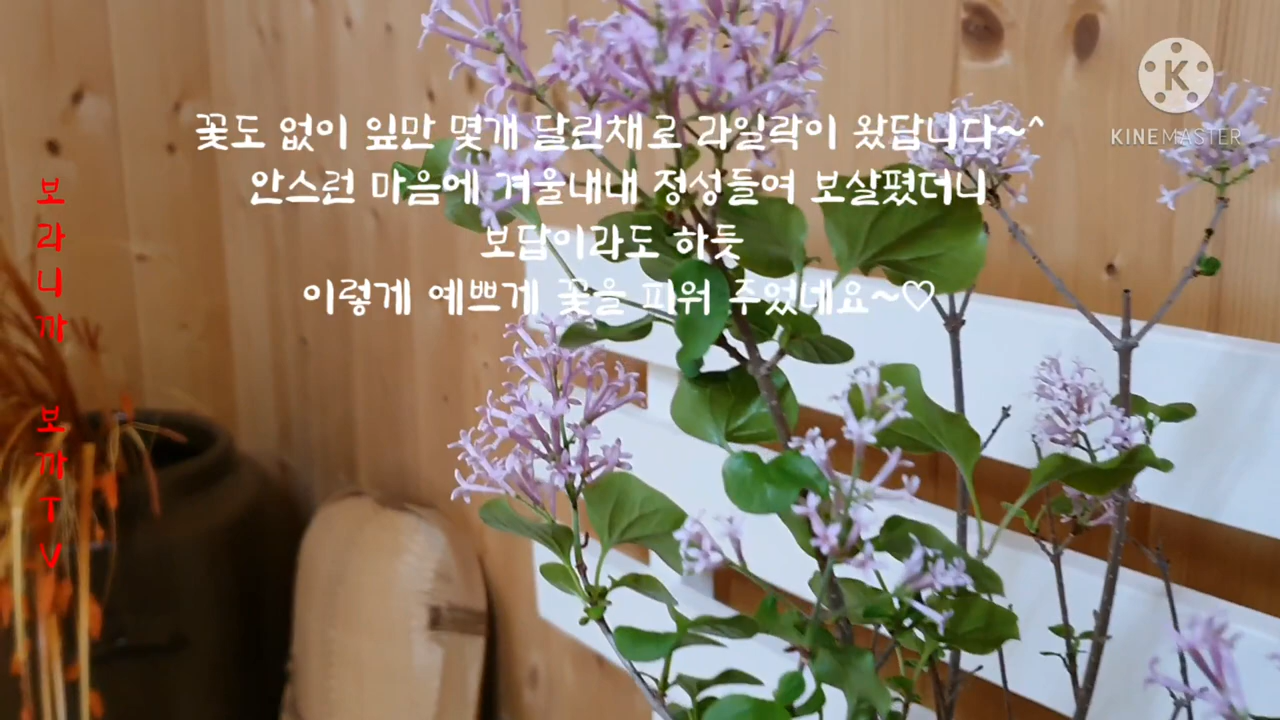 꽃도 없이 잎만 몇개 달린채로 라일락이 왔답니다~^
안스런 마음에 겨울내내 정성들여 보살폈더니
보답이라도 하듯
이렇게 예쁘게 꽃을 피워 주었네요~♡
보라니까 보까TV
KINEMASTER